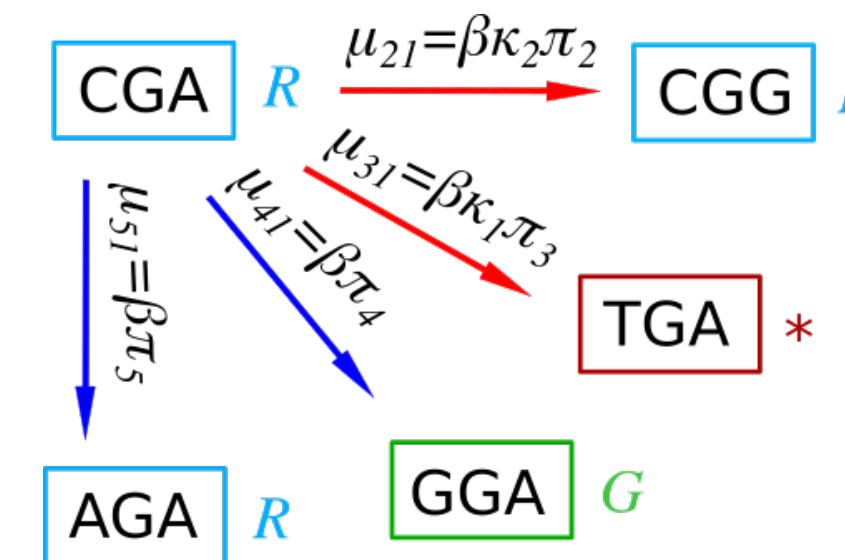 μ21=βκ2π2
CGA R
CGG
μ31=βκ1π3
μ41=βπ4
μ51=βπ5
TGA *
GGA G
AGA R